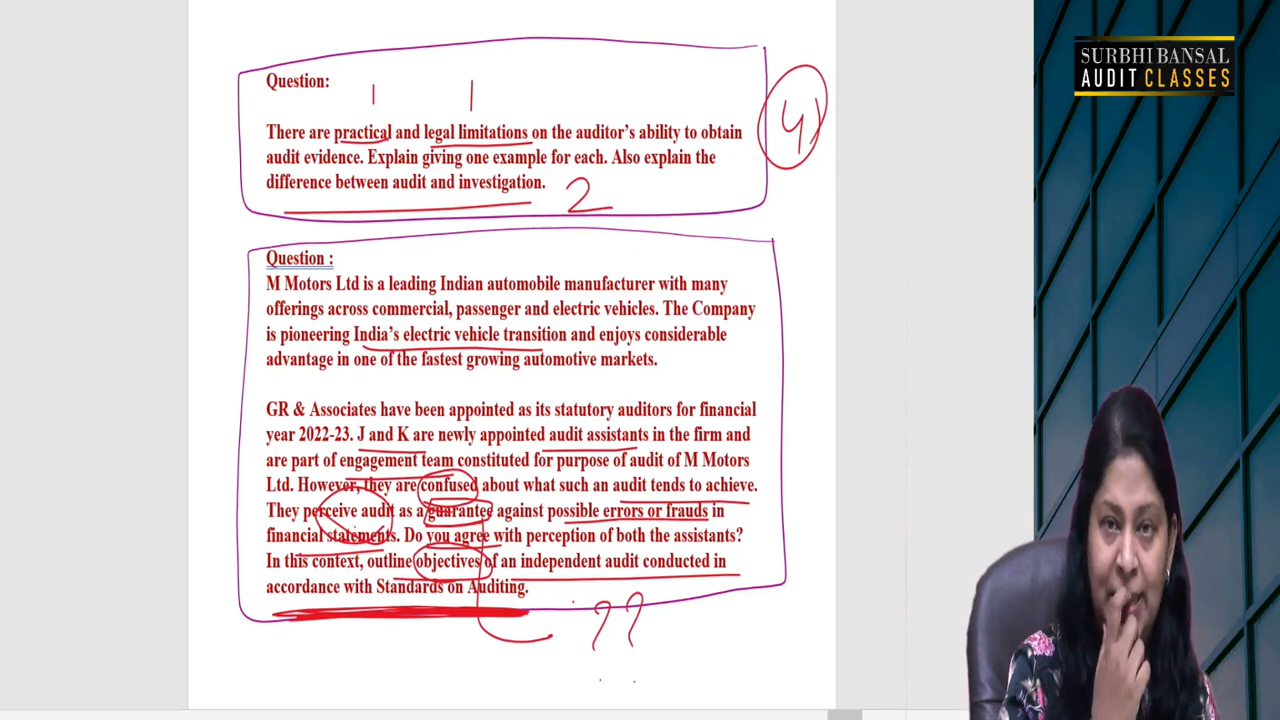 SURBHI BANSAL
AUDIT CLASSES
Question:
There are practical and legal limitations on the auditor's ability to obtain
audit evidence. Explain giving one example for each. Also explain the
difference between audit and investigation.
2
Question :
M Motors Ltd is a leading Indian automobile manufacturer with many
offerings across commercial, passenger and electric vehicles. The Company
is pioneering India's electric vehicle transition and enjoys considerable
advantage in one of the fastest growing automotive markets.
GR & Associates have been appointed as its statutory auditors for financial
year 2022-23. J and K are newly appointed audit assistants in the firm and
are part of engagement team constituted for purpose of audit of M Motors
Ltd. However, they are confused about what such an audit tends to achieve.
They perceive audit as a guarantee against possible errors or frauds in
financial statements. Do you agree with perception of both the assistants?
In this context, outline objectives of an independent audit conducted in
accordance with Standards on Auditing.
??